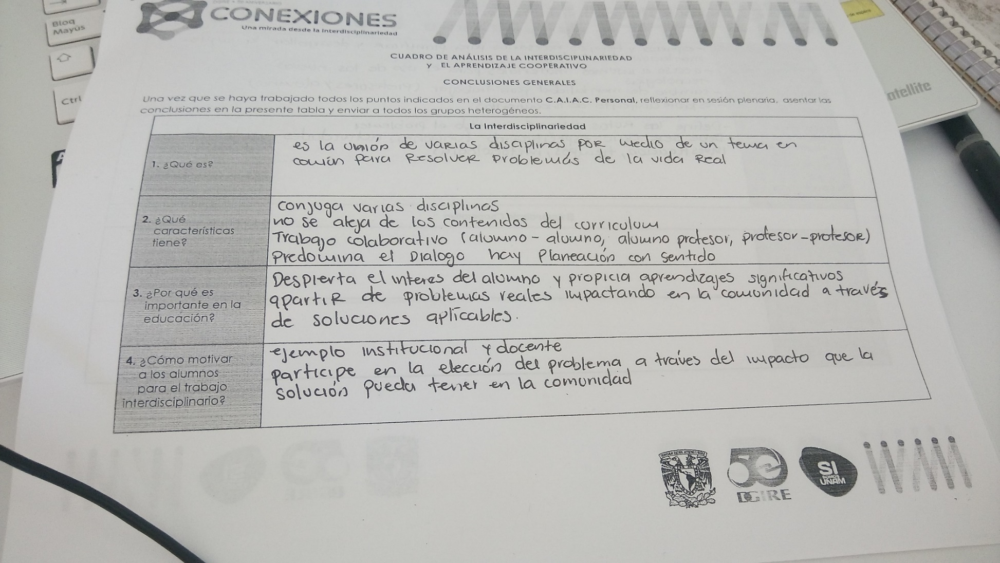 Bloq
Mayús
Ctrl
CONEXIONES
Una mirada desde la interdisciplinariedad
de espera
atellite
CUADRO DE ANÁLISIS DE LA INTERDISCIPLINARIEDAD
Y EL APRENDIZAJE COOPERATIVO
CONCLUSIONES GENERALES
Una vez que se haya trabajado todos los puntos indicados en el documento C.A.I.A.C. Personal, reflexionar en sesión plenaria, asentar las
conclusiones en la presente tabla y enviar a todos los grupos heterogéneos.
La Interdisciplinariedad
1. ¿Qué es?
es la unión de varias disciplinas por medio de un tema en
común para Resolver problemás de la vida Real
2. ¿Qué
características
tiene?
conjuga varias disciplinas
no se aleja de los contenidos del curriculum
Trabajo colaborativo (alumno - alumno, alumno profesor, profesor-profesor)
Predomina el Dialogo hay Planeación con sentido
3. ¿Por qué es
importante en la
educación?
Despierta el interes del alumno y propicia aprendizajes significativos
apartir de problemas reales impactando en la comunidad a través
de soluciones aplicables.
4. ¿Cómo motivar
a los alumnos
para el trabajo
interdisciplinario?
ejemplo institucional y docente
participe en la elección del problema a tráves del impacto que la
solución pueda tener en la comunidad
50
DGIRE
SI
SOMOS
UNAM